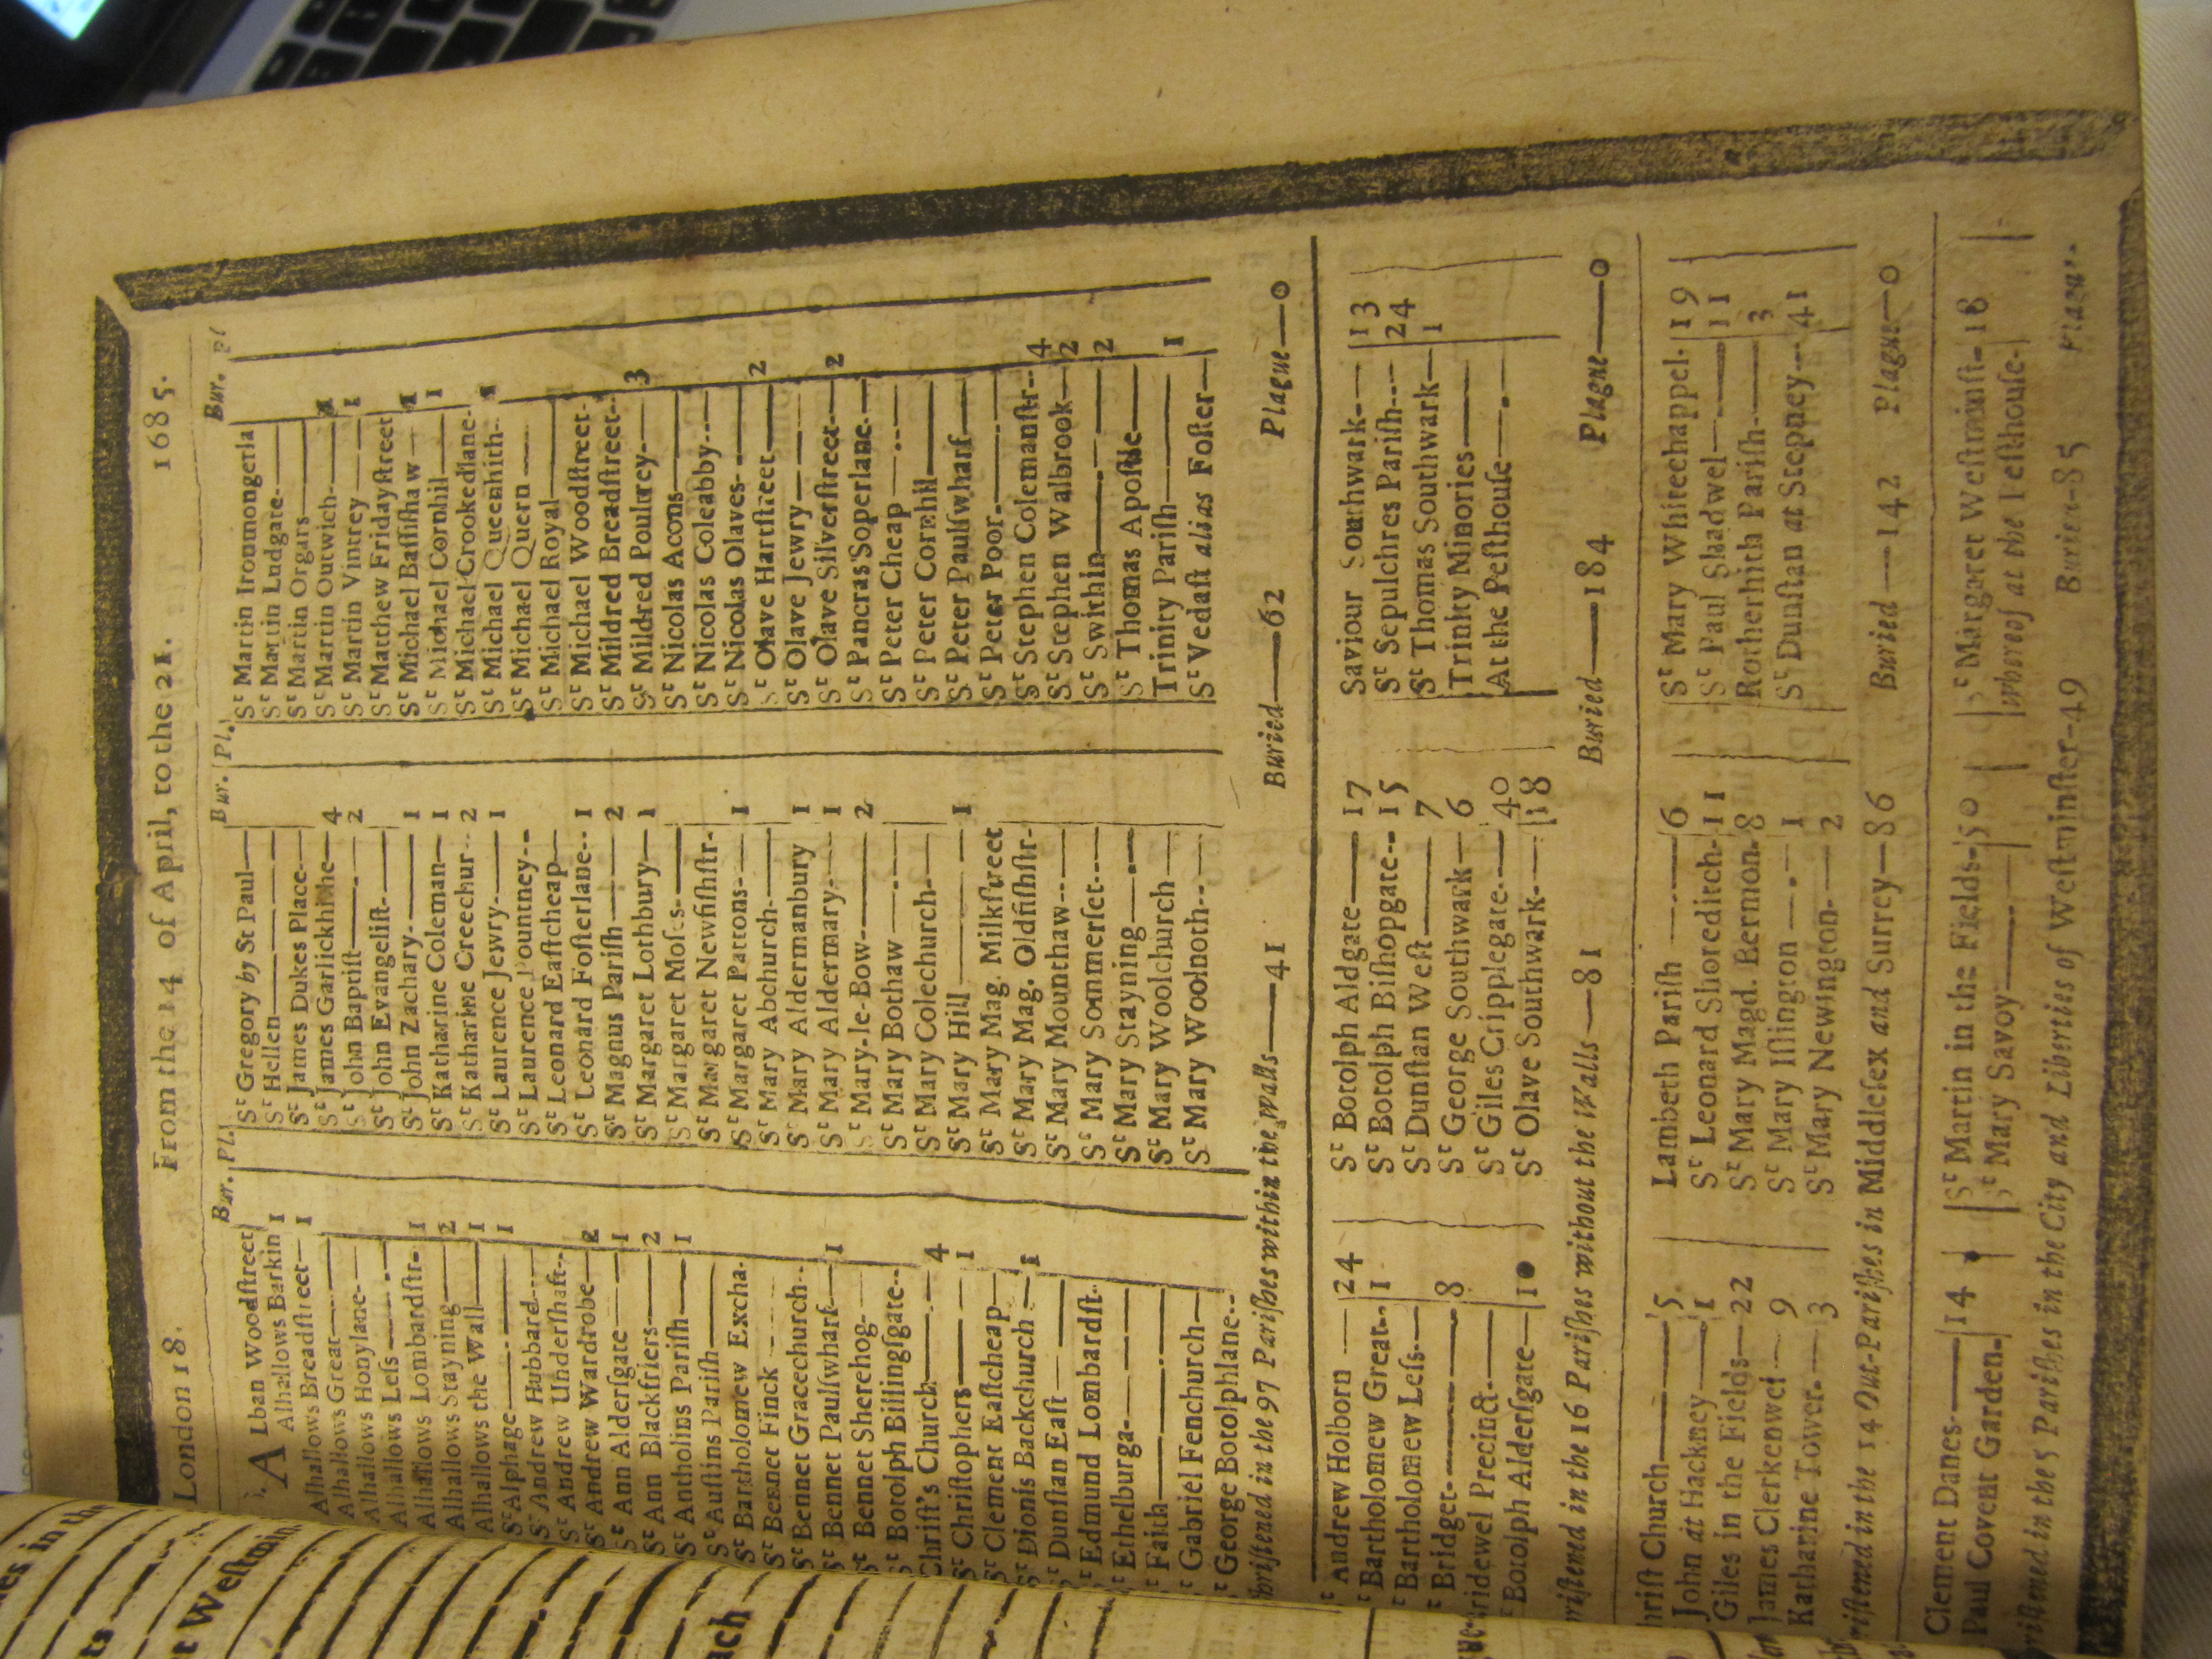 London 18. From the 14 of April, to the 21. 1685.
Bur. Pl.
ALban Woodſtreet
Alhallows Barkin 1
Alhallows Breadſtreet— 1
Alhallows Great
Alhallows Honylane
Alhallows Leſs
Alhallows Lombardſtr- 1
Alhallows Stayning— 2
Alhallows the Wall— 1
St Alphage— 1
St Andrew Hubbard
St Andrew Underſhaft
St Andrew Wardrobe— 2
St Ann Alderſgate— 1
St Ann Blackfriers— 2
St Antholins Pariſh— 1
St Auſtins Pariſh
St Bartholomew Excha.
St Bennet Finck
St Bennet Gracechurch
St Bennet Paulſwharf— 1
St Bennet Sherehog
St Botolph Billingſgate
Chriſt's Church— 4
St Chriſtophers— 1
St Clement Eaſtcheap
St Dionis Backchurch— 1
St Dunſtan Eaſt
St Edmund Lombardſt.
St Ethelburga
St Faith
St Gabriel Fenchurch
St George Botolphlane
Bur. Pl.
St Gregory by St Paul
St Hellen
St James Dukes Place
St James Garlickhithe— 4
St John Baptiſt— 2
St John Evangeliſt
St John Zachary— 1
St Katharine Coleman— 1
St Katharine Creechur- 2
St Laurence Jewry— 1
St Laurence Pountney
St Leonard Eaſtcheap
St Leonard Foſterlane-- 1
St Magnus Pariſh— 2
St Margaret Lothbury— 1
St Margaret Moſes
St Margaret Newfiſhſtr
St Margaret Pattons— 1
St Mary Abchurch
St Mary Aldermanbury 1
St Mary Aldermary— 1
St Mary-le-Bow— 2
St Mary Bothaw
St Mary Colechurch
St Mary Hill— 1
St Mary Mag. Milkſtreet
St Mary Mag. Oldfiſhſtr
St Mary Mounthaw
St Mary Sommerſet
St Mary Stayning
St Mary Woolchurch
St Mary Woolnoth
Bur. Pl
St Martin Ironmongerla
St Martin Ludgate
St Martin Orgars
St Martin Outwich— 1
St Martin Vintrey— 1
St Matthew Fridayſtreet
St Michael Baſſiſhaw— 1
St Michael Cornhil— 1
St Michael Crookedlane
St Michael Queenhith— 1
St Michael Quern
St Michael Royal
St Michael Woodſtreet
St Mildred Breadſtreet
St Mildred Poultrey— 3
St Nicolas Acons
St Nicolas Coleabby
St Nicolas Olaves
St Olave Hartſtreet— 2
St Olave Jewry
St Olave Silverſtreet— 2
St Pancras Soperlane
St Peter Cheap
St Peter Cornhil
St Peter Paulſwharf
St Peter Poor
St Stephen Colemanſtr-- 4
St Stephen Walbrook— 2
St Swithin— 2
St Thomas Apoſtle
Trinity Pariſh— 1
St Vedaſt alias Foſter
hriſtened in the 97 Pariſhes within the Walls—41 Buried—62 Plague—0
St Andrew Holborn— 24
t Bartholomew Great-- 1
t Bartholomew Leſs
t Bridget— 8
ridewel Precinct
t Botolph Alderſgate— 10
St Botolph Aldgate— 17
St Botolph Biſhopgate-- 15
St Dunſtan Weſt— 7
St George Southwark— 6
St Giles Cripplegate— 40
St Olave Southwark— 18
Saviour Southwark— 13
St Sepulchres Pariſh— 24
St Thomas Southwark— 1
Trinity Minories
At the Peſthouſe
riſtened in the 16 Pariſhes without the Walls—81 Buried—184 Plague—0
hriſt Church— 5
John at Hackney— 1
Giles in the Fields— 22
James Clerkenwel— 9
Katharine Tower— 3
Lambeth Pariſh— 6
St Leonard Shoreditch- 11
St Mary Magd. Bermon. 8
St Mary Iſlington— 1
St Mary Newington— 2
St Mary Whitechappel. 19
St Paul Shadwel— 11
Rotherhith Pariſh— 3
St Dunſtan at Stepney— 41
riſtened in the 14 Out-Pariſhes in Middleſex and Surrey—86 Buried—142 Plague—0
Clement Danes— 14
Paul Covent Garden
St Martin in the Fields- 50
St Mary Savoy
St Margaret Weſtminſt- 18
whereof at the Peſthouſe-
riſtened in the 5 Pariſhes in the City and Liberties of Weſtminſter-49 Buried-85 Plague